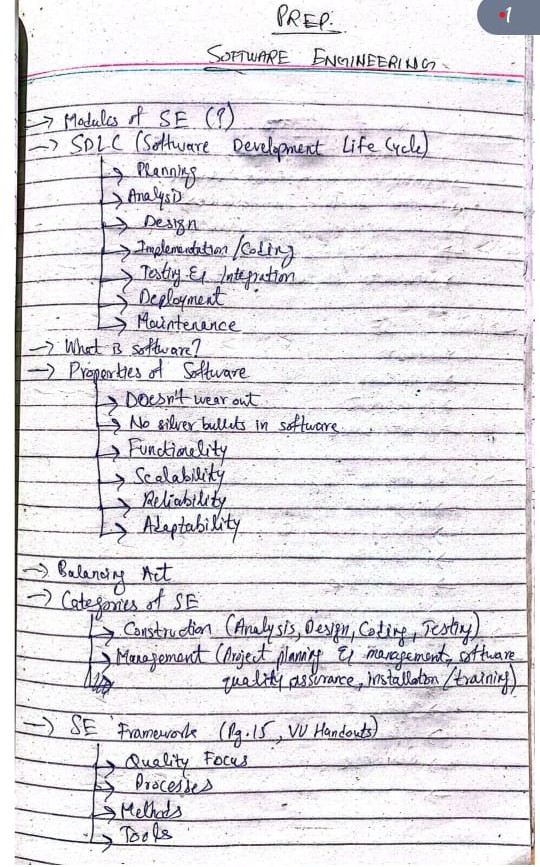 PREP.
1
SOFTWARE ENGINEERING
→ Modules of SE (?)
→ SDLC (Software Development Life Cycle)
→ Planning
→ Analysis
→ Design
→ Implementation/Coding
→ Testing & Integration
→ Deployment
→ Maintenance
→ What is software?
→ Properties of Software
→ Doesn't wear out
→ No silver bullets in software
→ Functionality
→ Scalability
→ Reliability
→ Adaptability
→ Balancing Act
→ Categories of SE
→ Construction (Analysis, Design, Coding, Testing)
→ Management (Project planning & management, software
quality assurance, installation/training)
→ SE Framework (Pg. 15, VU Handouts)
→ Quality Focus
→ Processes
→ Methods
→ Tools